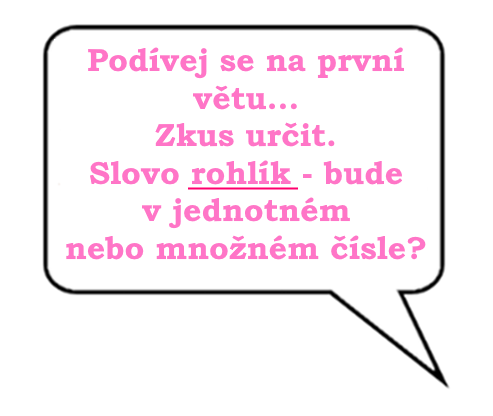 Podívej se na první
větu...
Zkus určit.
Slovo rohlík - bude
v jednotném
nebo množném čísle?